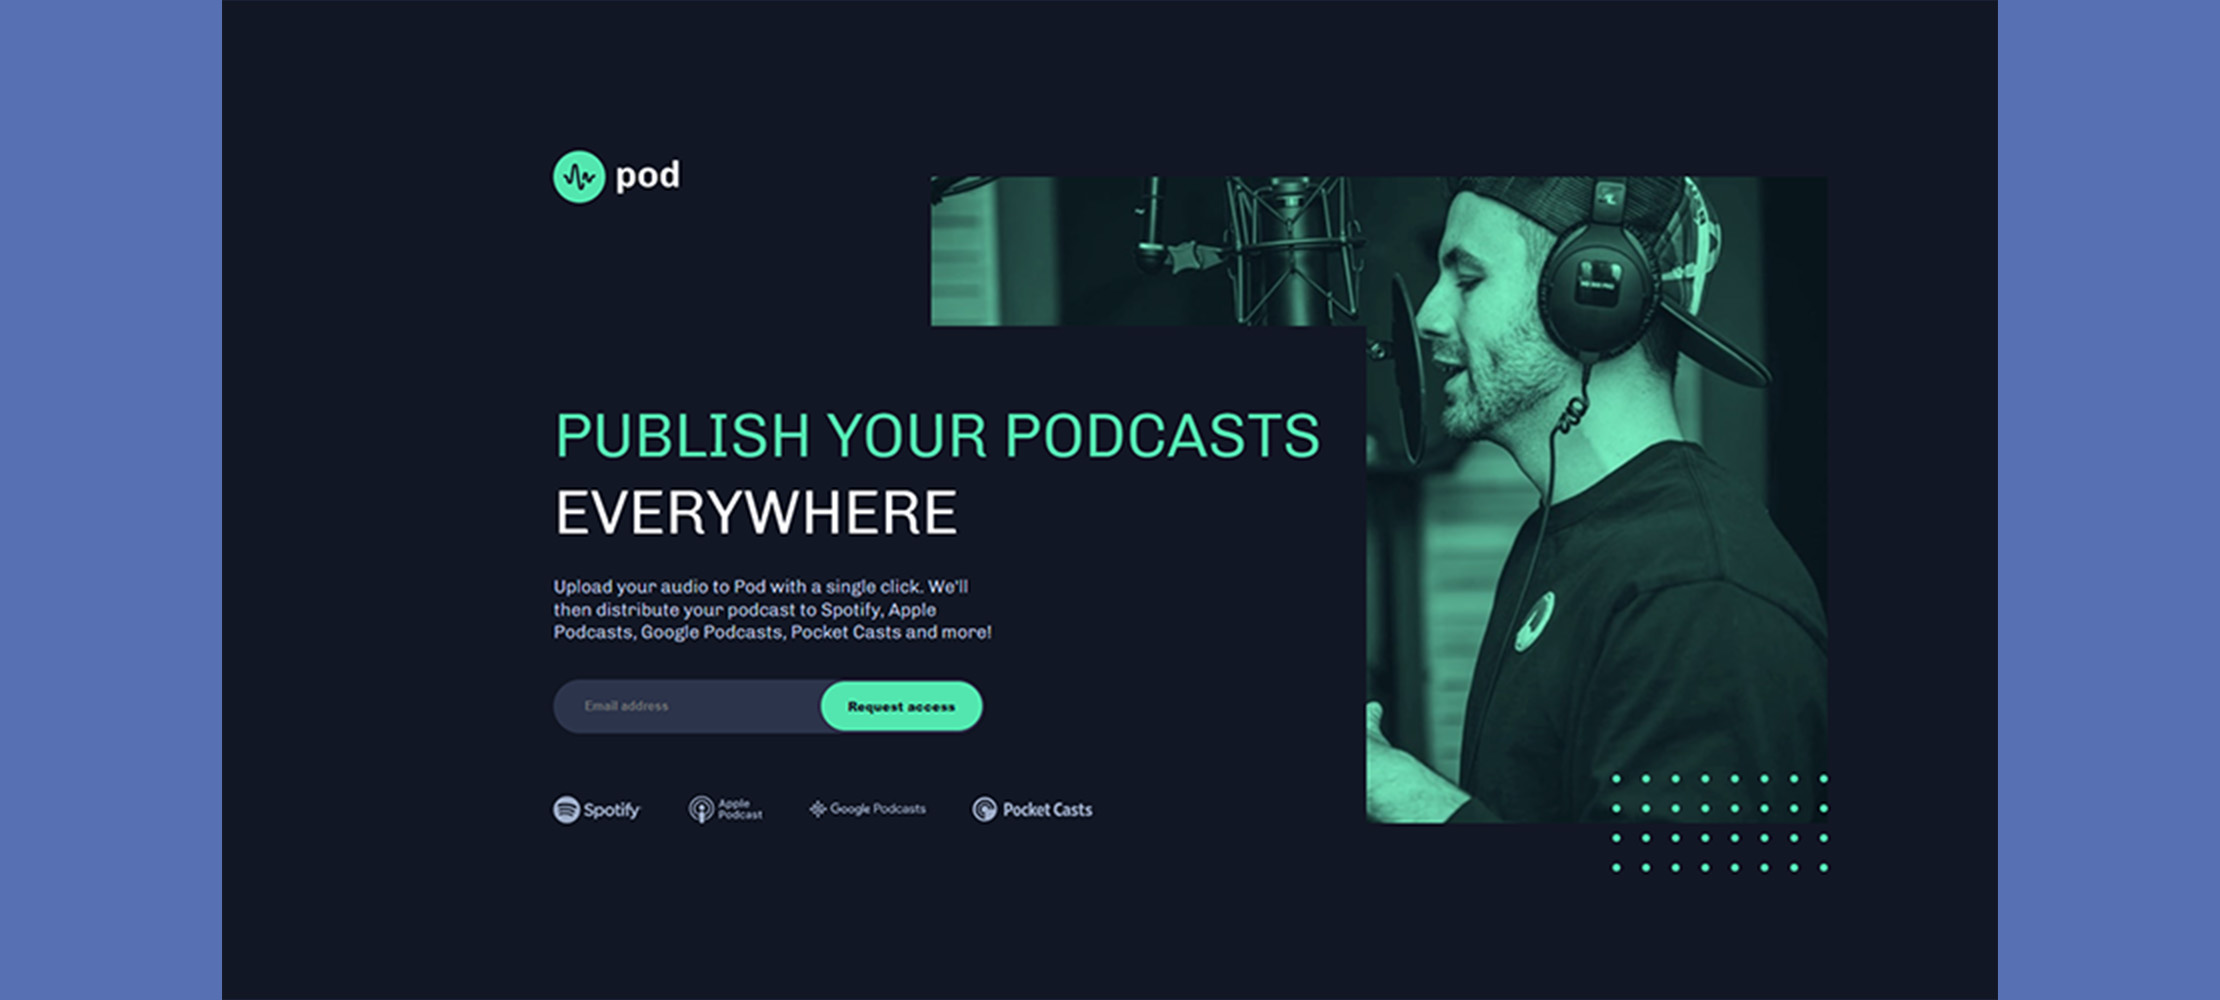 pod
PUBLISH YOUR PODCASTS
EVERYWHERE
Upload your audio to Pod with a single click. We'll
then distribute your podcast to Spotify, Apple
Podcasts, Google Podcasts, Pocket Casts and more!
Email address
Request access
Spotify
Apple
Podcast
Google Podcasts
Pocket Casts